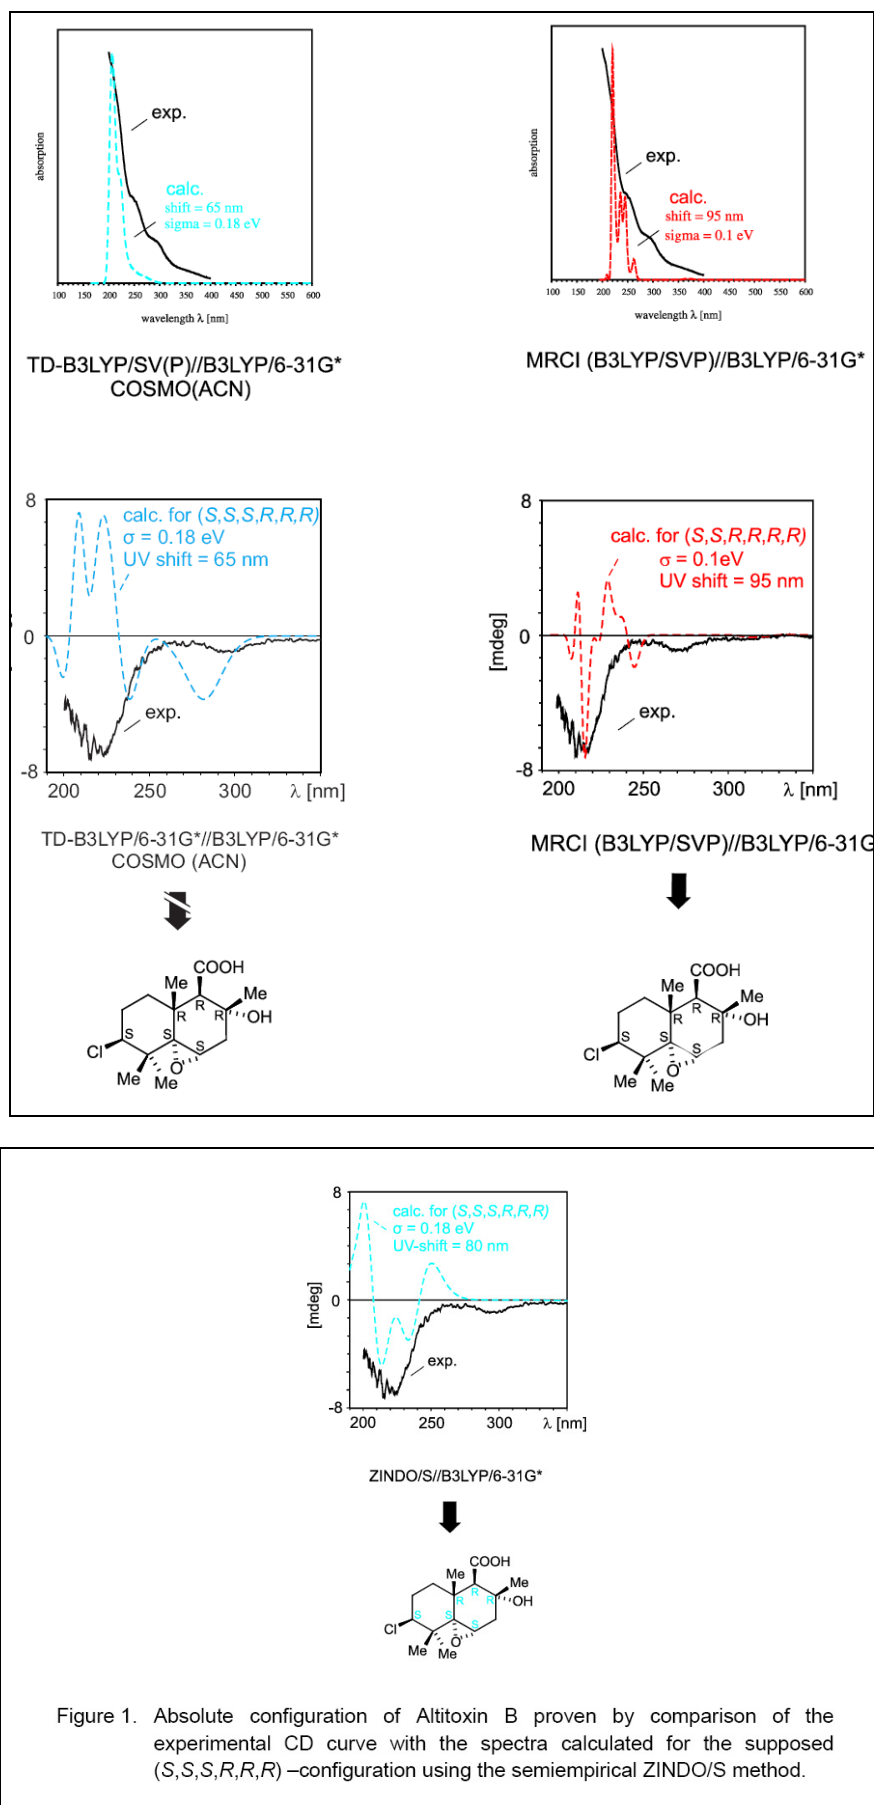 exp.
calc.
shift = 65 nm
sigma = 0.18 eV
absorption
100 150 200 250 300 350 400 450 500 550 600
wavelength λ [nm]
TD-B3LYP/SV(P)//B3LYP/6-31G*
COSMO(ACN)
exp.
calc.
shift = 95 nm
sigma = 0.1 eV
absorption
100 150 200 250 300 350 400 450 500 550 600
wavelength λ [nm]
MRCI (B3LYP/SVP)//B3LYP/6-31G*
8
calc. for (S,S,S,R,R,R)
σ = 0.18 eV
UV shift = 65 nm
0
exp.
-8
200 250 300 λ [nm]
TD-B3LYP/6-31G*//B3LYP/6-31G*
COSMO (ACN)
8
calc. for (S,S,R,R,R,R)
σ = 0.1eV
UV shift = 95 nm
0
[mdeg]
exp.
-8
200 250 300 λ [nm]
MRCI (B3LYP/SVP)//B3LYP/6-31G
COOH
Me
Me
R
R
R
OH
S
S
S
Cl
O
Me
Me
COOH
Me
Me
R
R
R
OH
S
S
S
Cl
O
Me
Me
8
calc. for (S,S,S,R,R,R)
σ = 0.18 eV
UV-shift = 80 nm
[mdeg]
0
exp.
-8
200 250 300 λ [nm]
ZINDO/S//B3LYP/6-31G*
COOH
Me
Me
R
R
R
OH
S
S
S
Cl
O
Me
Me
Figure 1. Absolute configuration of Altitoxin B proven by comparison of the
experimental CD curve with the spectra calculated for the supposed
(S,S,S,R,R,R) –configuration using the semiempirical ZINDO/S method.